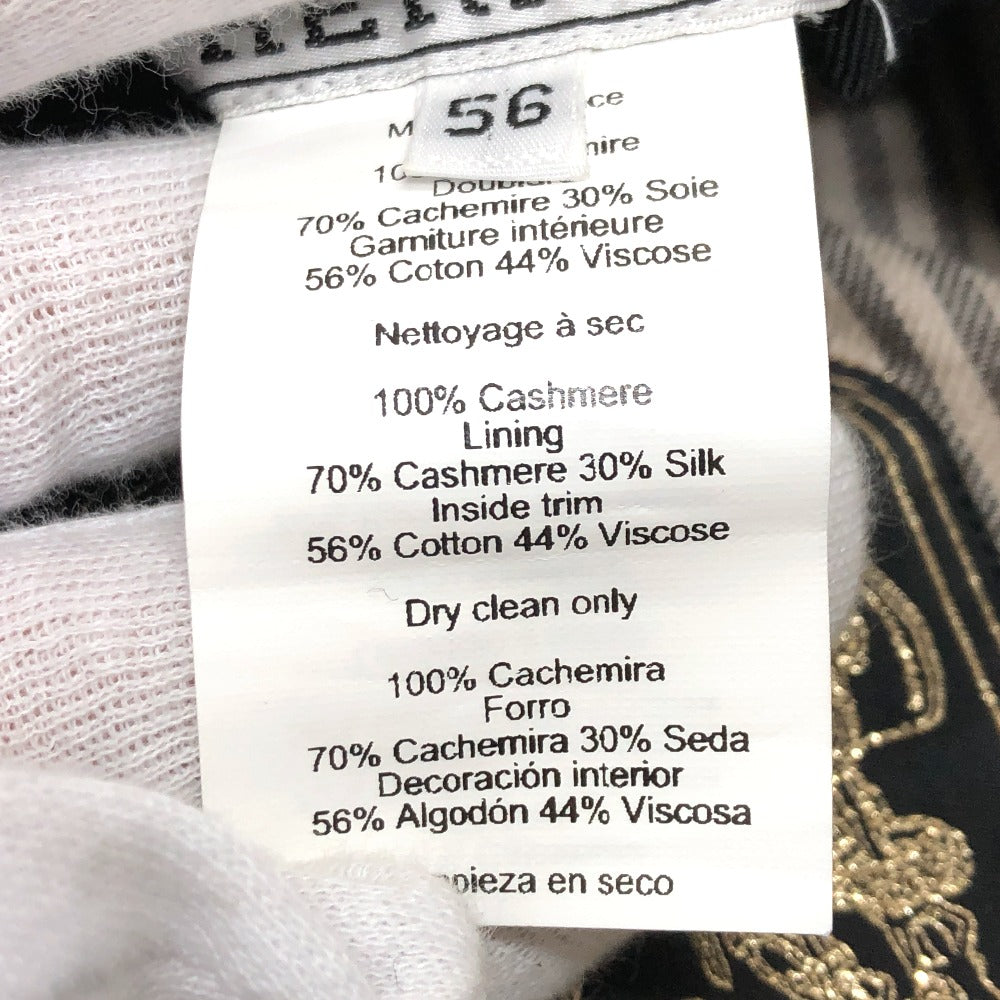 56
70% Cachemire 30% Soie
Garniture intérieure
56% Coton 44% Viscose
Nettoyage à sec
100% Cashmere
Lining
70% Cashmere 30% Silk
Inside trim
56% Cotton 44% Viscose
Dry clean only
100% Cachemira
Forro
70% Cachemira 30% Seda
Decoración interior
56% Algodón 44% Viscosa
en seco